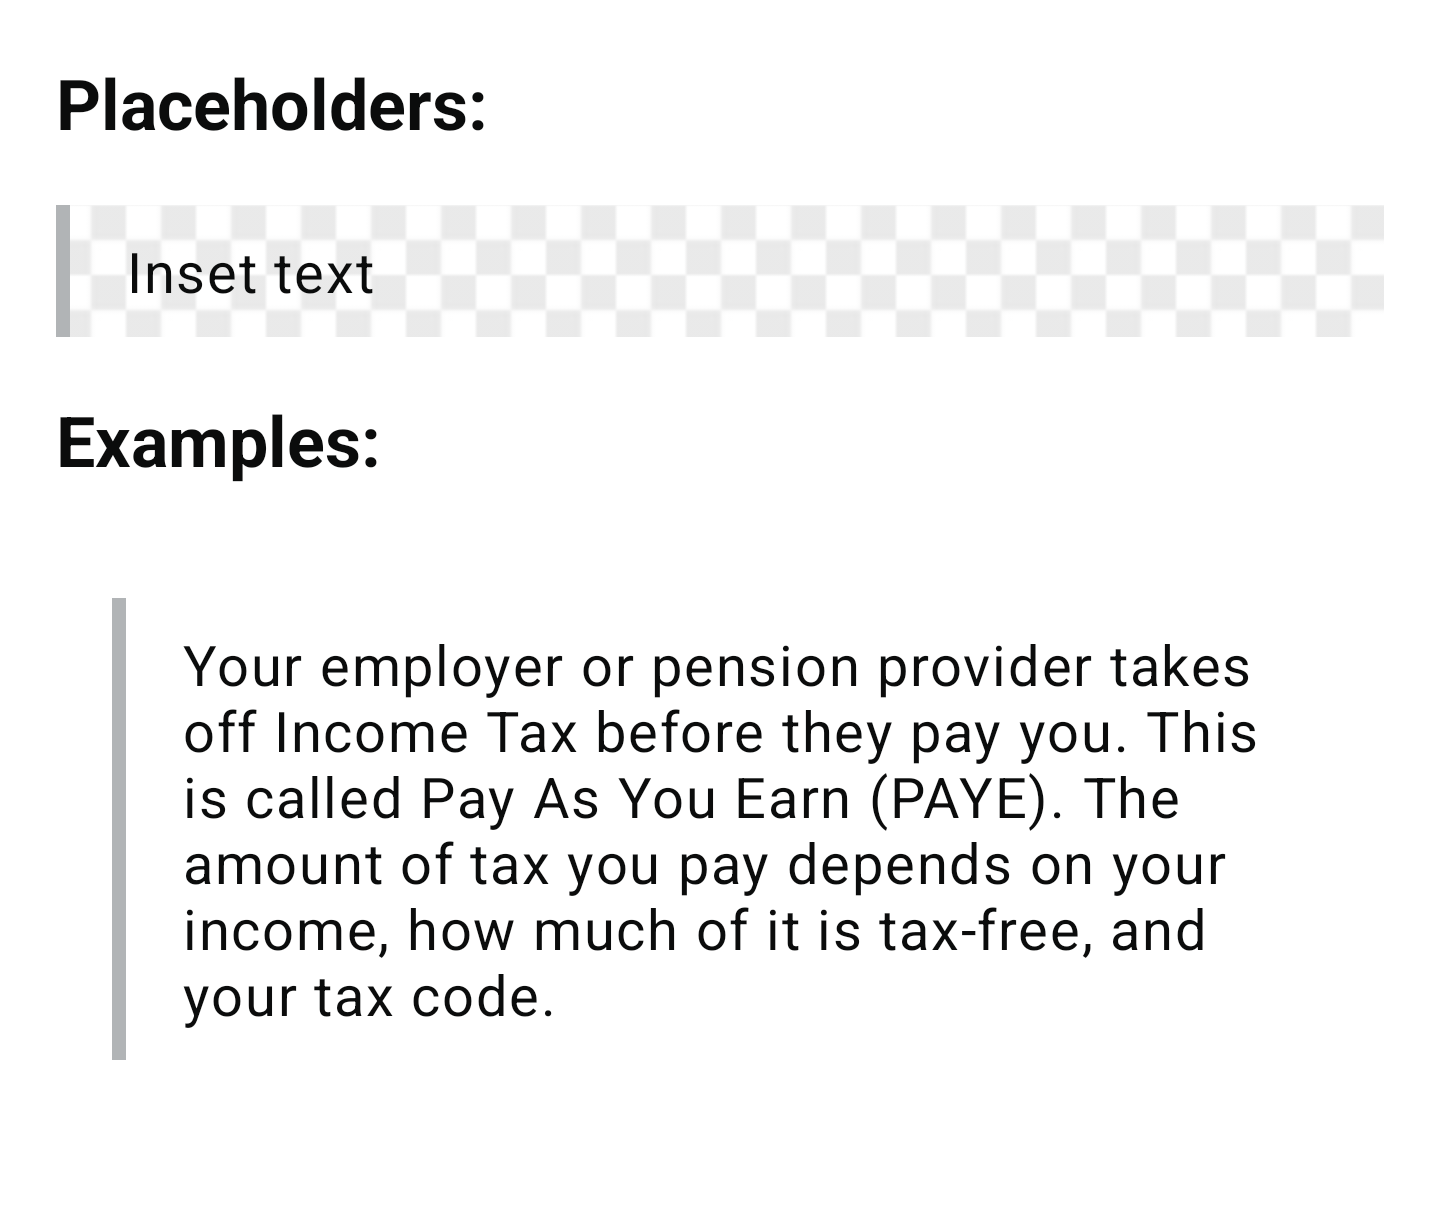 Placeholders:
Inset text
Examples:
Your employer or pension provider takes
off Income Tax before they pay you. This
is called Pay As You Earn (PAYE). The
amount of tax you pay depends on your
income, how much of it is tax-free, and
your tax code.